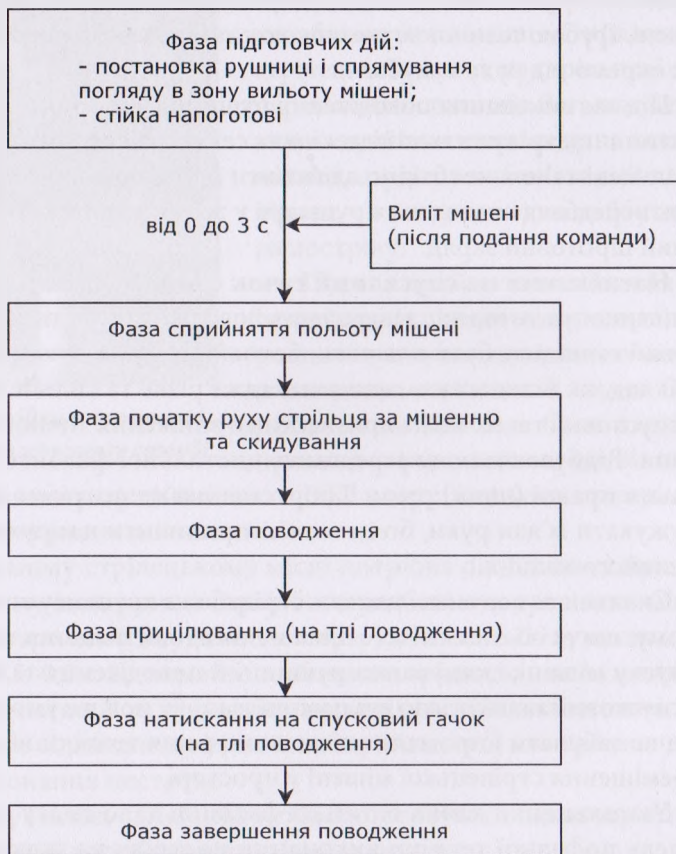 Фаза підготовчих дій:
- постановка рушниці і спрямування
погляду в зону вильоту мішені;
- стійка напоготові
від 0 до 3 с
Виліт мішені
(після подання команди)
Фаза сприйняття польоту мішені
Фаза початку руху стрільця за мішенню
та скидування
Фаза поводження
Фаза прицілювання (на тлі поводження)
Фаза натискання на спусковий гачок
(на тлі поводження)
Фаза завершення поводження